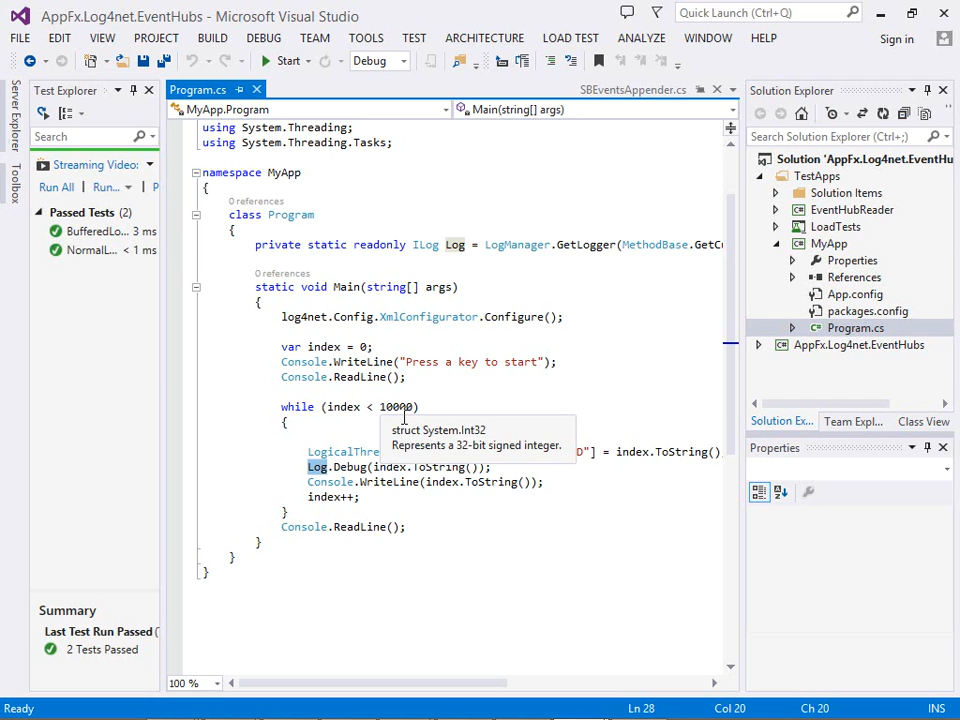 AppFx.Log4net.EventHubs - Microsoft Visual Studio
Quick Launch (Ctrl+Q)
FILE EDIT VIEW PROJECT BUILD DEBUG TEAM TOOLS TEST ARCHITECTURE LOAD TEST ANALYZE WINDOW HELP Sign in
Start Debug
Server Explorer
Toolbox
Test Explorer
Search
Streaming Video:
Run All Run... P
Passed Tests (2)
BufferedLo... 3 ms
NormalL... < 1 ms
Summary
Last Test Run Passed (
2 Tests Passed
Program.cs
SBEventsAppender.cs
MyApp.Program
Main(string[] args)
using System.Threading;
using System.Threading.Tasks;
namespace MyApp
{
0 references
class Program
{
private static readonly ILog Log = LogManager.GetLogger(MethodBase.GetCu
0 references
static void Main(string[] args)
{
log4net.Config.XmlConfigurator.Configure();
var index = 0;
Console.WriteLine("Press a key to start");
Console.ReadLine();
while (index < 10000)
{
struct System.Int32
Represents a 32-bit signed integer.
LogicalThre D"] = index.ToString();
Log.Debug(index.ToString());
Console.WriteLine(index.ToString());
index++;
}
Console.ReadLine();
}
}
}
100 %
Solution Explorer
Search Solution Explorer (Ctrl+;)
Solution 'AppFx.Log4net.EventHu
TestApps
Solution Items
EventHubReader
LoadTests
MyApp
Properties
References
App.config
packages.config
Program.cs
AppFx.Log4net.EventHubs
Solution Ex... Team Expl... Class View
Properties
Ready
Ln 28 Col 20 Ch 20 INS